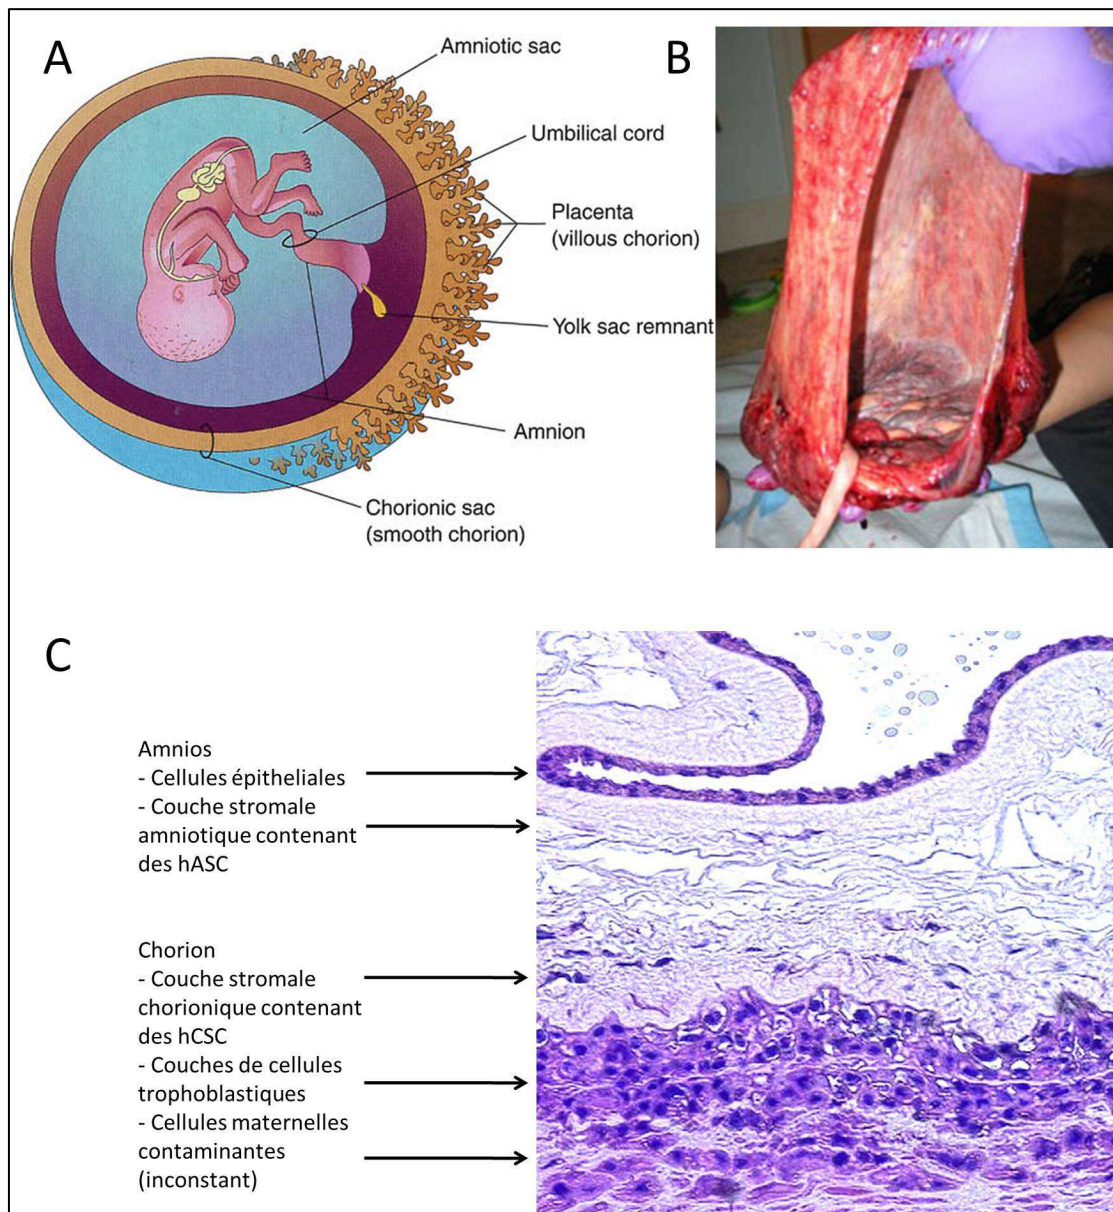 A
Amniotic sac
Umbilical cord
Placenta
(villous chorion)
Yolk sac remnant
Amnion
Chorionic sac
(smooth chorion)
B
C
Amnios
- Cellules épitheliales
- Couche stromale
amniotique contenant
des hASC
Chorion
- Couche stromale
chorionique contenant
des hCSC
- Couches de cellules
trophoblastiques
- Cellules maternelles
contaminantes
(inconstant)